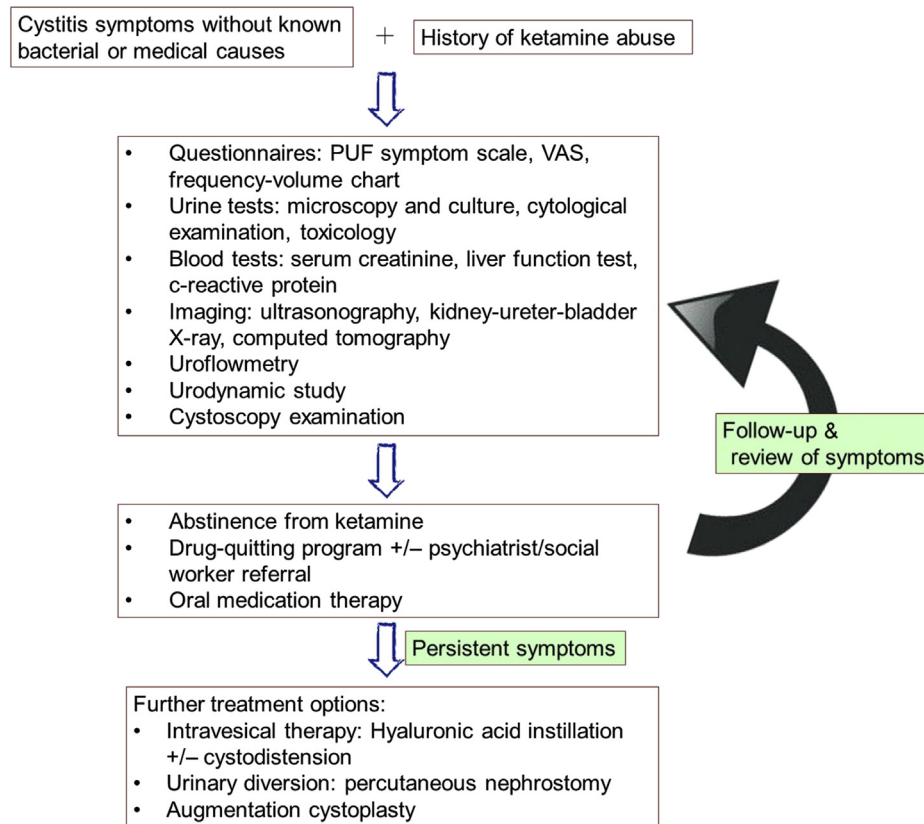 Cystitis symptoms without known
bacterial or medical causes
+
History of ketamine abuse
• Questionnaires: PUF symptom scale, VAS,
frequency-volume chart
• Urine tests: microscopy and culture, cytological
examination, toxicology
• Blood tests: serum creatinine, liver function test,
c-reactive protein
• Imaging: ultrasonography, kidney-ureter-bladder
X-ray, computed tomography
• Uroflowmetry
• Urodynamic study
• Cystoscopy examination
Follow-up &
review of symptoms
• Abstinence from ketamine
• Drug-quitting program +/– psychiatrist/social
worker referral
• Oral medication therapy
Persistent symptoms
Further treatment options:
• Intravesical therapy: Hyaluronic acid instillation
+/– cystodistension
• Urinary diversion: percutaneous nephrostomy
• Augmentation cystoplasty